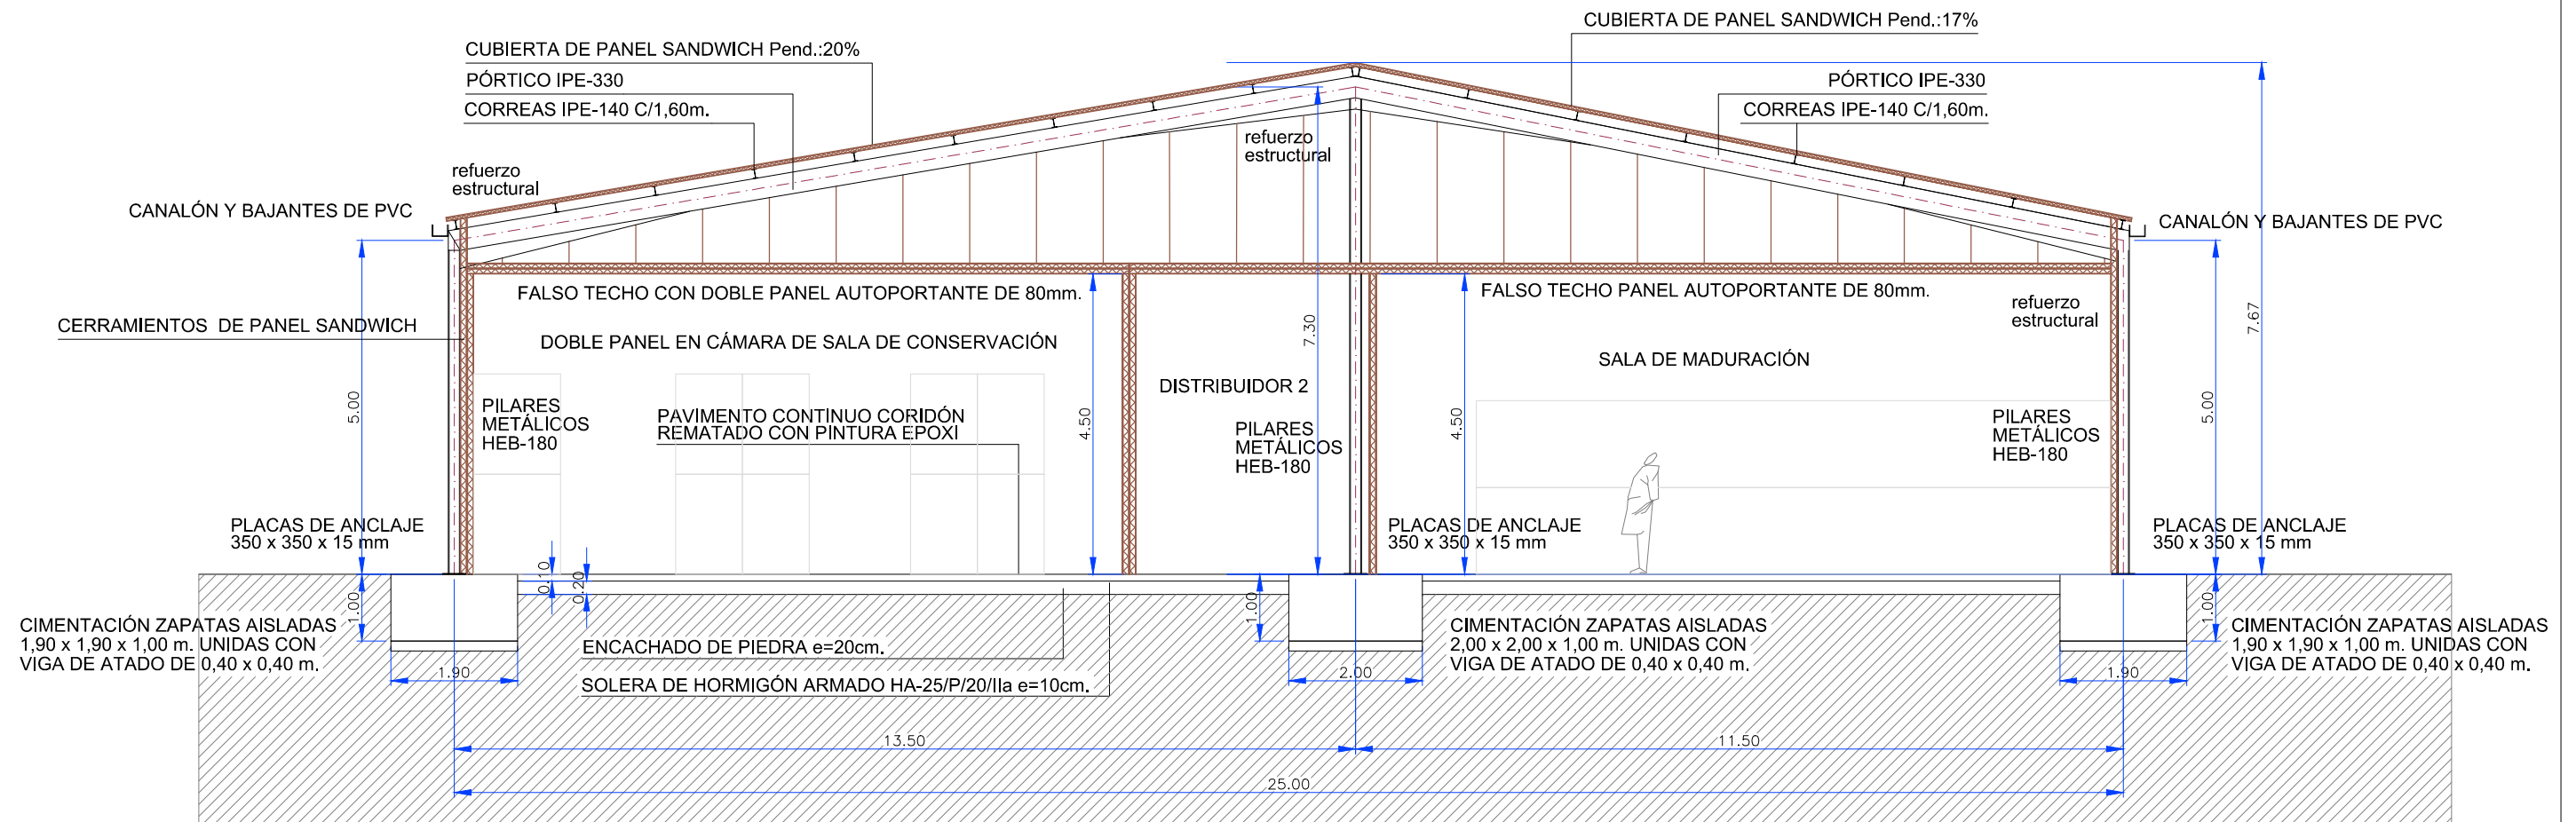 CUBIERTA DE PANEL SANDWICH Pend.:17%
CUBIERTA DE PANEL SANDWICH Pend.:20%
PÓRTICO IPE-330
CORREAS IPE-140 C/1,60m.
PÓRTICO IPE-330
CORREAS IPE-140 C/1,60m.
refuerzo
estructural
refuerzo
estructural
CANALÓN Y BAJANTES DE PVC
CANALÓN Y BAJANTES DE PVC
FALSO TECHO CON DOBLE PANEL AUTOPORTANTE DE 80mm.
FALSO TECHO PANEL AUTOPORTANTE DE 80mm.
refuerzo
estructural
CERRAMIENTOS  DE PANEL SANDWICH
DOBLE PANEL EN CÁMARA DE SALA DE CONSERVACIÓN
7.30
7.67
SALA DE MADURACIÓN
DISTRIBUIDOR 2
5.00
PILARES
METÁLICOS
HEB-180
PAVIMENTO CONTINUO CORIDÓN
REMATADO CON PINTURA EPOXI
4.50
PILARES
METÁLICOS
HEB-180
4.50
PILARES
METÁLICOS
HEB-180
5.00
PLACAS DE ANCLAJE
350 x 350 x 15 mm
PLACAS DE ANCLAJE
350 x 350 x 15 mm
PLACAS DE ANCLAJE
350 x 350 x 15 mm
0.10
0.20
1.00
1.00
1.00
CIMENTACIÓN ZAPATAS AISLADAS
1,90 x 1,90 x 1,00 m. UNIDAS CON
VIGA DE ATADO DE 0,40 x 0,40 m.
ENCACHADO DE PIEDRA e=20cm.
SOLERA DE HORMIGÓN ARMADO HA-25/P/20/IIa e=10cm.
CIMENTACIÓN ZAPATAS AISLADAS
2,00 x 2,00 x 1,00 m. UNIDAS CON
VIGA DE ATADO DE 0,40 x 0,40 m.
CIMENTACIÓN ZAPATAS AISLADAS
1,90 x 1,90 x 1,00 m. UNIDAS CON
VIGA DE ATADO DE 0,40 x 0,40 m.
1.90
2.00
1.90
13.50
11.50
25.00